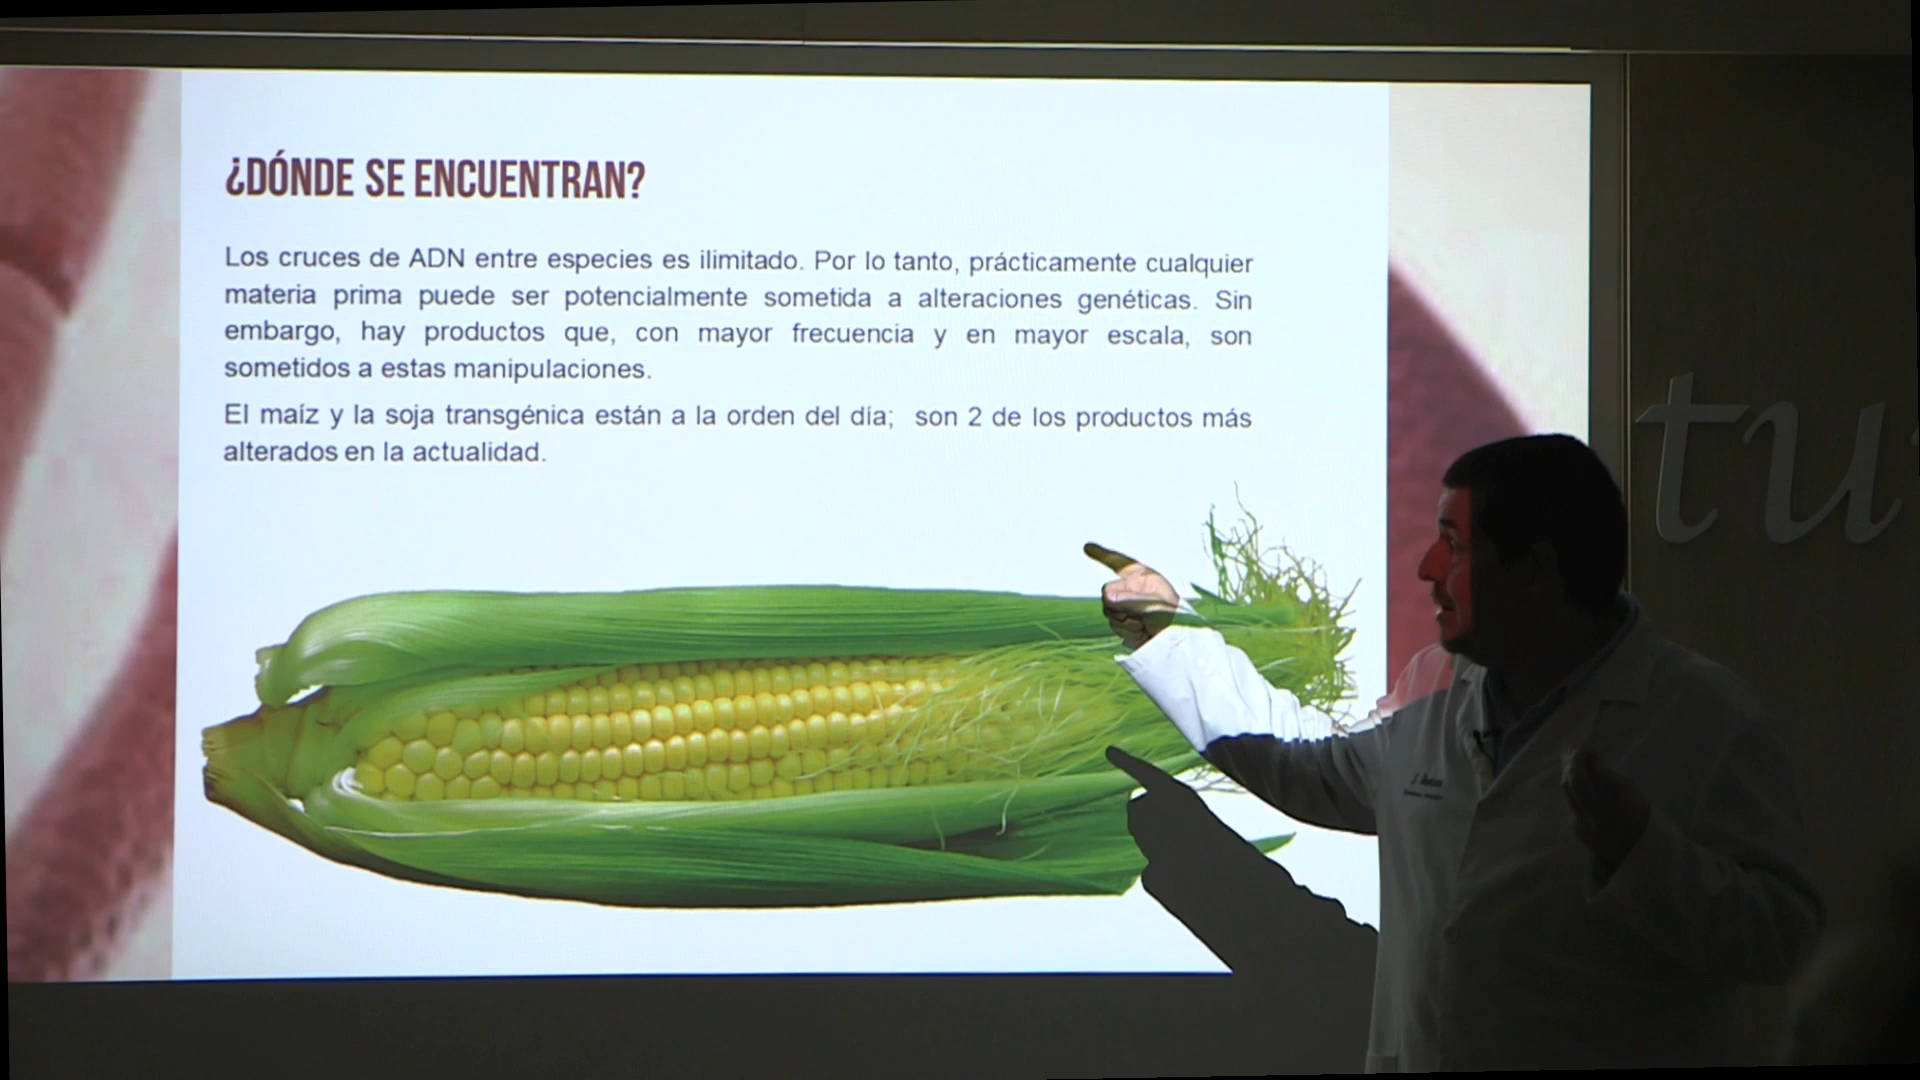 ¿DÓNDE SE ENCUENTRAN?
Los cruces de ADN entre especies es ilimitado. Por lo tanto, prácticamente cualquier
materia prima puede ser potencialmente sometida a alteraciones genéticas. Sin
embargo, hay productos que, con mayor frecuencia y en mayor escala, son
sometidos a estas manipulaciones.
El maíz y la soja transgénica están a la orden del día; son 2 de los productos más
alterados en la actualidad.
tu